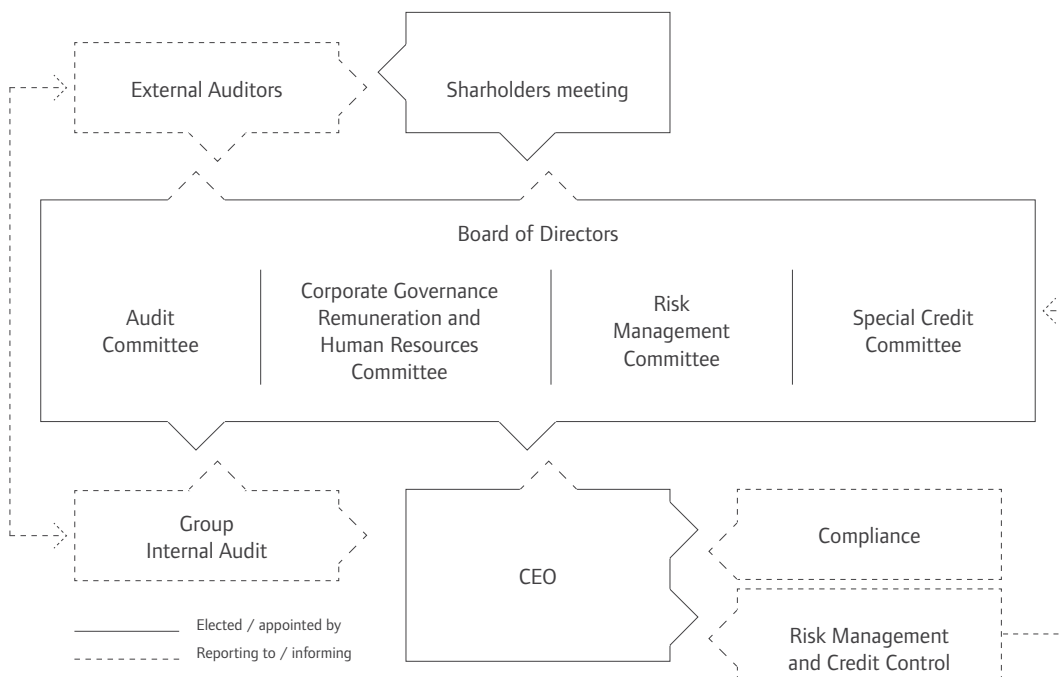 External Auditors
Sharholders meeting
Board of Directors
Audit
Committee
Corporate Governance
Remuneration and
Human Resources
Committee
Risk
Management
Committee
Special Credit
Committee
Group
Internal Audit
CEO
Compliance
Risk Management
and Credit Control
Elected / appointed by
Reporting to / informing